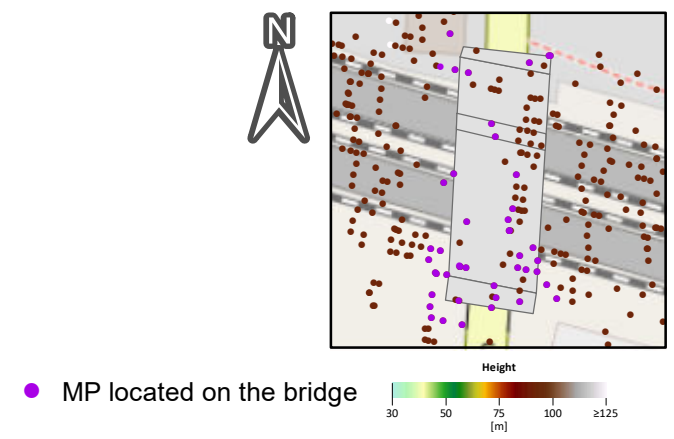 N
MP located on the bridge
Height
30 50 75 100 ≥125
[m]